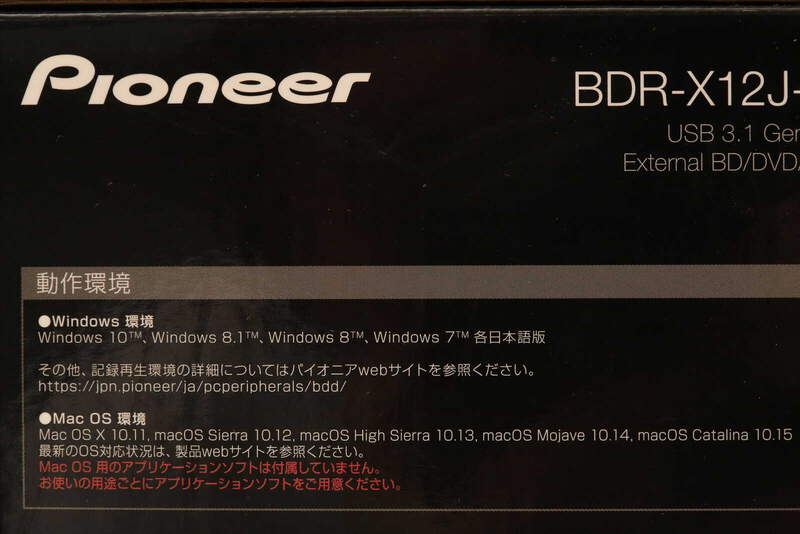 Pioneer
BDR-X12J-
USB 3.1 Gen
External BD/DVD/
動作環境
●Windows 環境
Windows 10™、Windows 8.1™、Windows 8™、Windows 7™ 各日本語版
その他、記録再生環境の詳細についてはパイオニアwebサイトを参照ください。
https://jpn.pioneer/ja/pcperipherals/bdd/
●Mac OS 環境
Mac OS X 10.11, macOS Sierra 10.12, macOS High Sierra 10.13, macOS Mojave 10.14, macOS Catalina 10.15
最新のOS対応状況は、製品webサイトを参照ください。
Mac OS 用のアプリケーションソフトは付属していません。
お使いの用途ごとにアプリケーションソフトをご用意ください。